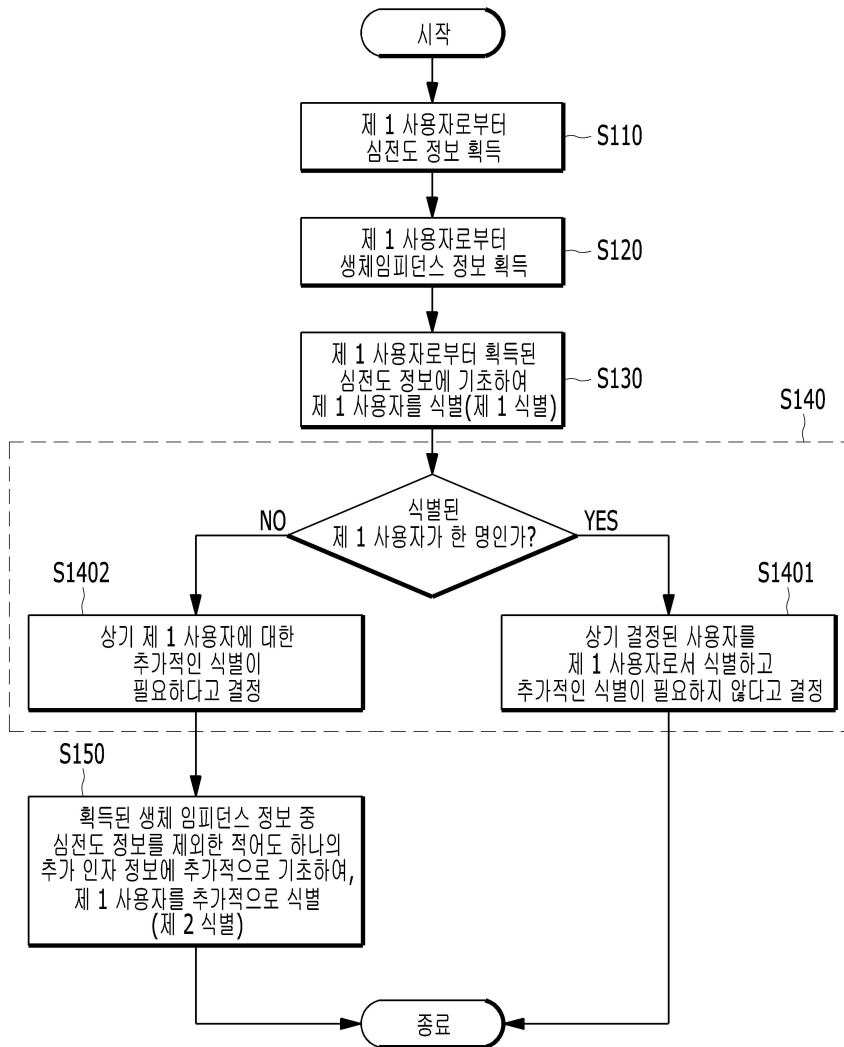 시작
제 1 사용자로부터
심전도 정보 획득
S110
제 1 사용자로부터
생체임피던스 정보 획득
S120
제 1 사용자로부터 획득된
심전도 정보에 기초하여
제 1 사용자를 식별(제 1 식별)
S130
S140
식별된
제 1 사용자가 한 명인가?
NO
YES
S1402
상기 제 1 사용자에 대한
추가적인 식별이
필요하다고 결정
S1401
상기 결정된 사용자를
제 1 사용자로서 식별하고
추가적인 식별이 필요하지 않다고 결정
S150
획득된 생체 임피던스 정보 중
심전도 정보를 제외한 적어도 하나의
추가 인자 정보에 추가적으로 기초하여,
제 1 사용자를 추가적으로 식별
(제 2 식별)
종료